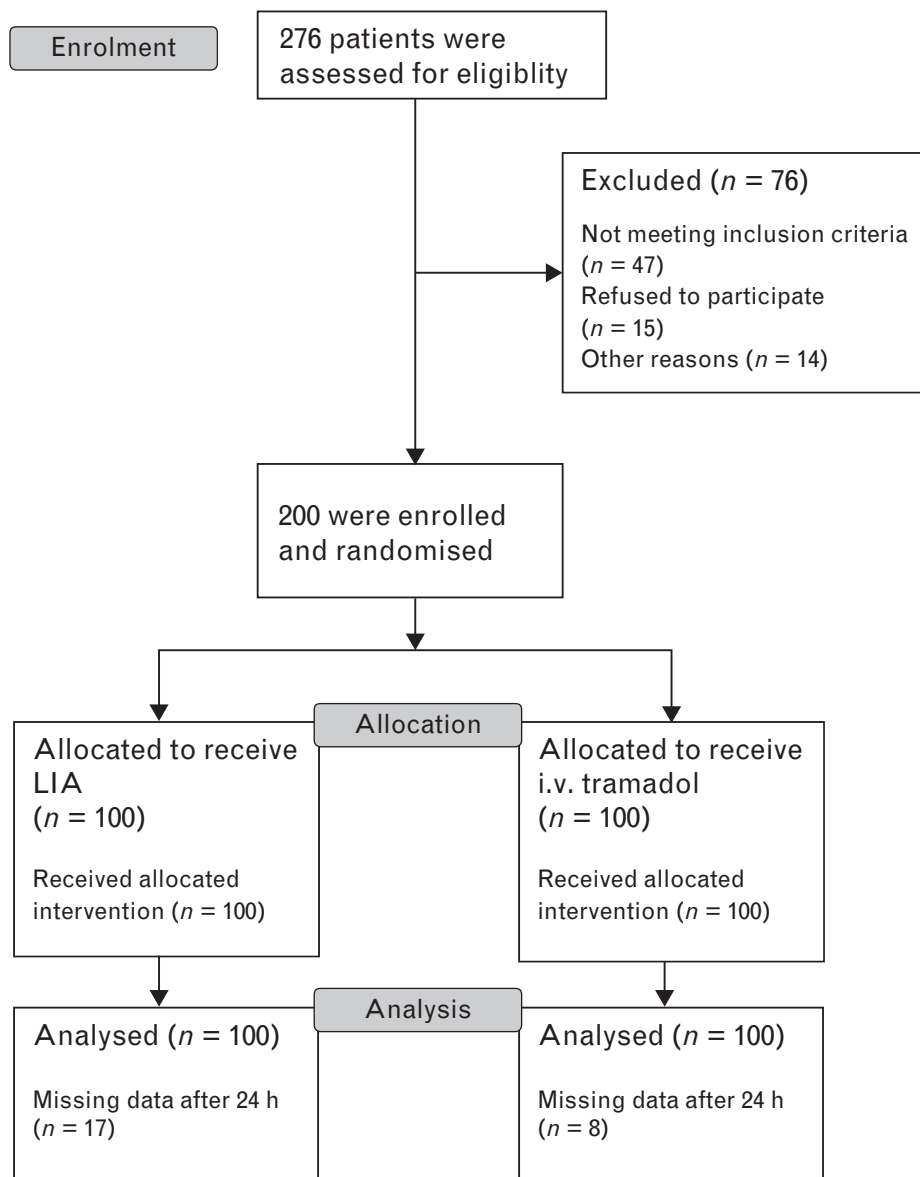 Enrolment
276 patients were
assessed for eligiblity
Excluded (n = 76)
Not meeting inclusion criteria
(n = 47)
Refused to participate
(n = 15)
Other reasons (n = 14)
200 were enrolled
and randomised
Allocation
Allocated to receive
LIA
(n = 100)
Received allocated
intervention (n = 100)
Allocated to receive
i.v. tramadol
(n = 100)
Received allocated
intervention (n = 100)
Analysis
Analysed (n = 100)
Missing data after 24 h
(n = 17)
Analysed (n = 100)
Missing data after 24 h
(n = 8)